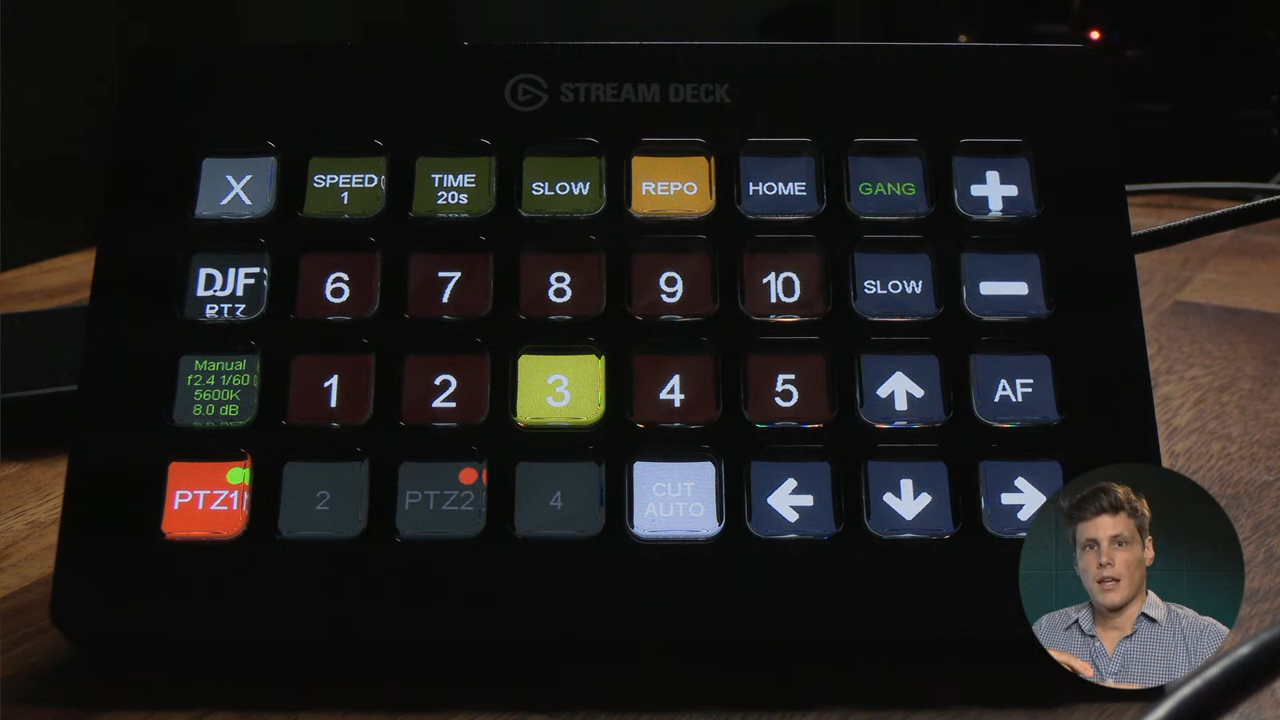 STREAM DECK
X
SPEED
1
TIME
20s
SLOW
REPO
HOME
GANG
DJF
PTZ
6
7
8
9
10
SLOW
Manual
f2.4 1/60
5600K
8.0 dB
1
2
3
4
5
AF
PTZ1
2
PTZ2
4
CUT
AUTO